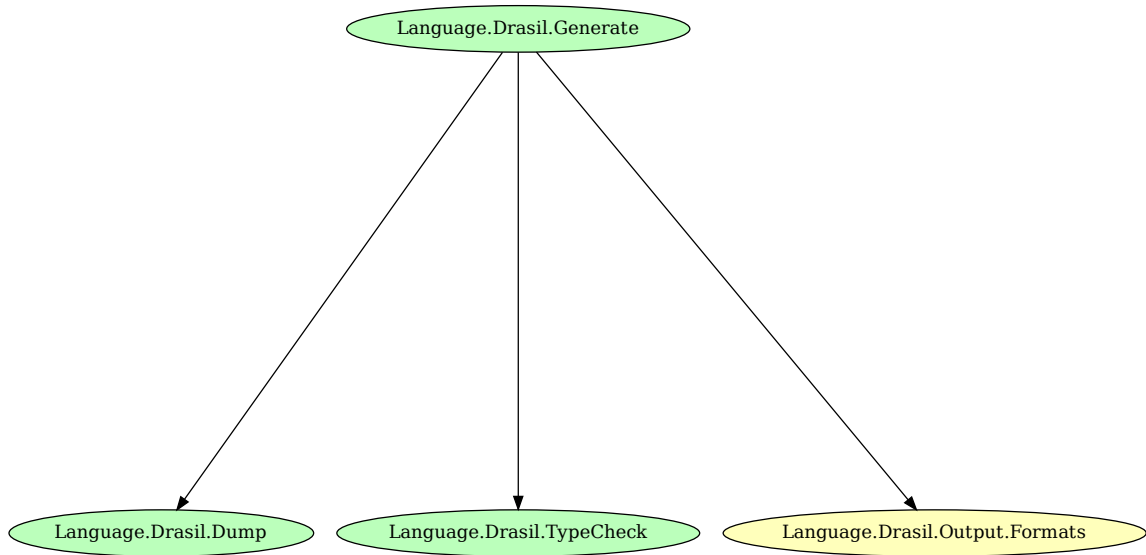 Language.Drasil.Generate
Language.Drasil.Dump
Language.Drasil.TypeCheck
Language.Drasil.Output.Formats